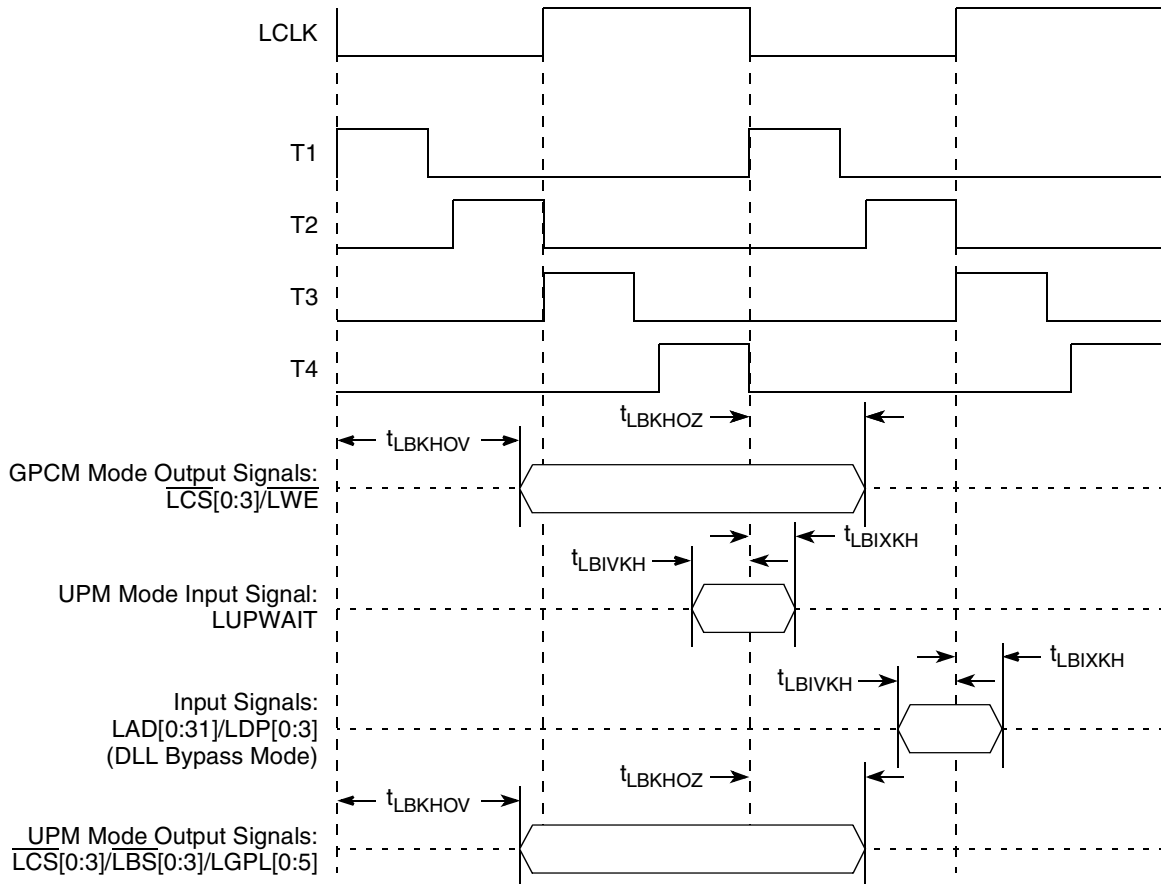 LCLK
T1
T2
T3
T4
tLBKHOZ
tLBKHOV
GPCM Mode Output Signals:
LCS[0:3]/LWE
tLBIXKH
tLBIVKH
UPM Mode Input Signal:
LUPWAIT
tLBIXKH
tLBIVKH
Input Signals:
LAD[0:31]/LDP[0:3]
(DLL Bypass Mode)
tLBKHOZ
tLBKHOV
UPM Mode Output Signals:
LCS[0:3]/LBS[0:3]/LGPL[0:5]